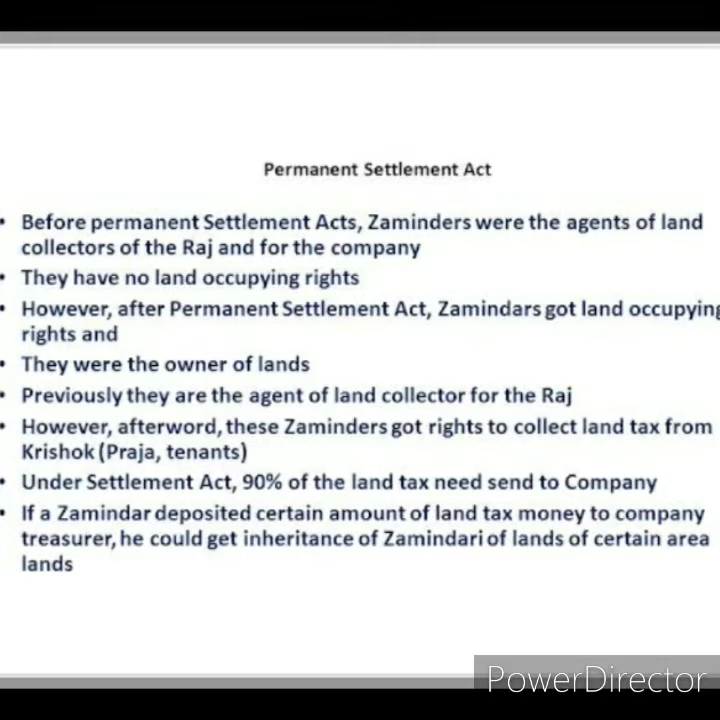 Permanent Settlement Act
• Before permanent Settlement Acts, Zaminders were the agents of land
collectors of the Raj and for the company
• They have no land occupying rights
• However, after Permanent Settlement Act, Zamindars got land occupying
rights and
• They were the owner of lands
• Previously they are the agent of land collector for the Raj
• However, afterword, these Zaminders got rights to collect land tax from
Krishok (Praja, tenants)
• Under Settlement Act, 90% of the land tax need send to Company
• If a Zamindar deposited certain amount of land tax money to company
treasurer, he could get inheritance of Zamindari of lands of certain area
lands
PowerDirector